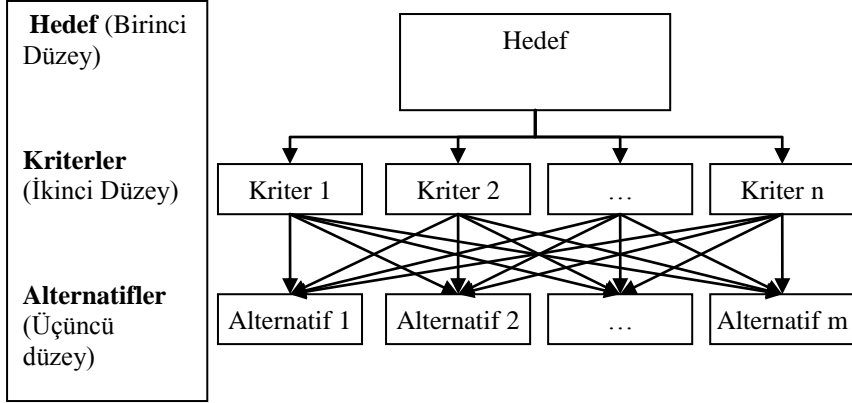 Hedef (Birinci
Düzey)
Hedef
Kriterler
(İkinci Düzey)
Kriter 1
Kriter 2
…
Kriter n
Alternatifler
(Üçüncü
düzey)
Alternatif 1
Alternatif 2
…
Alternatif m